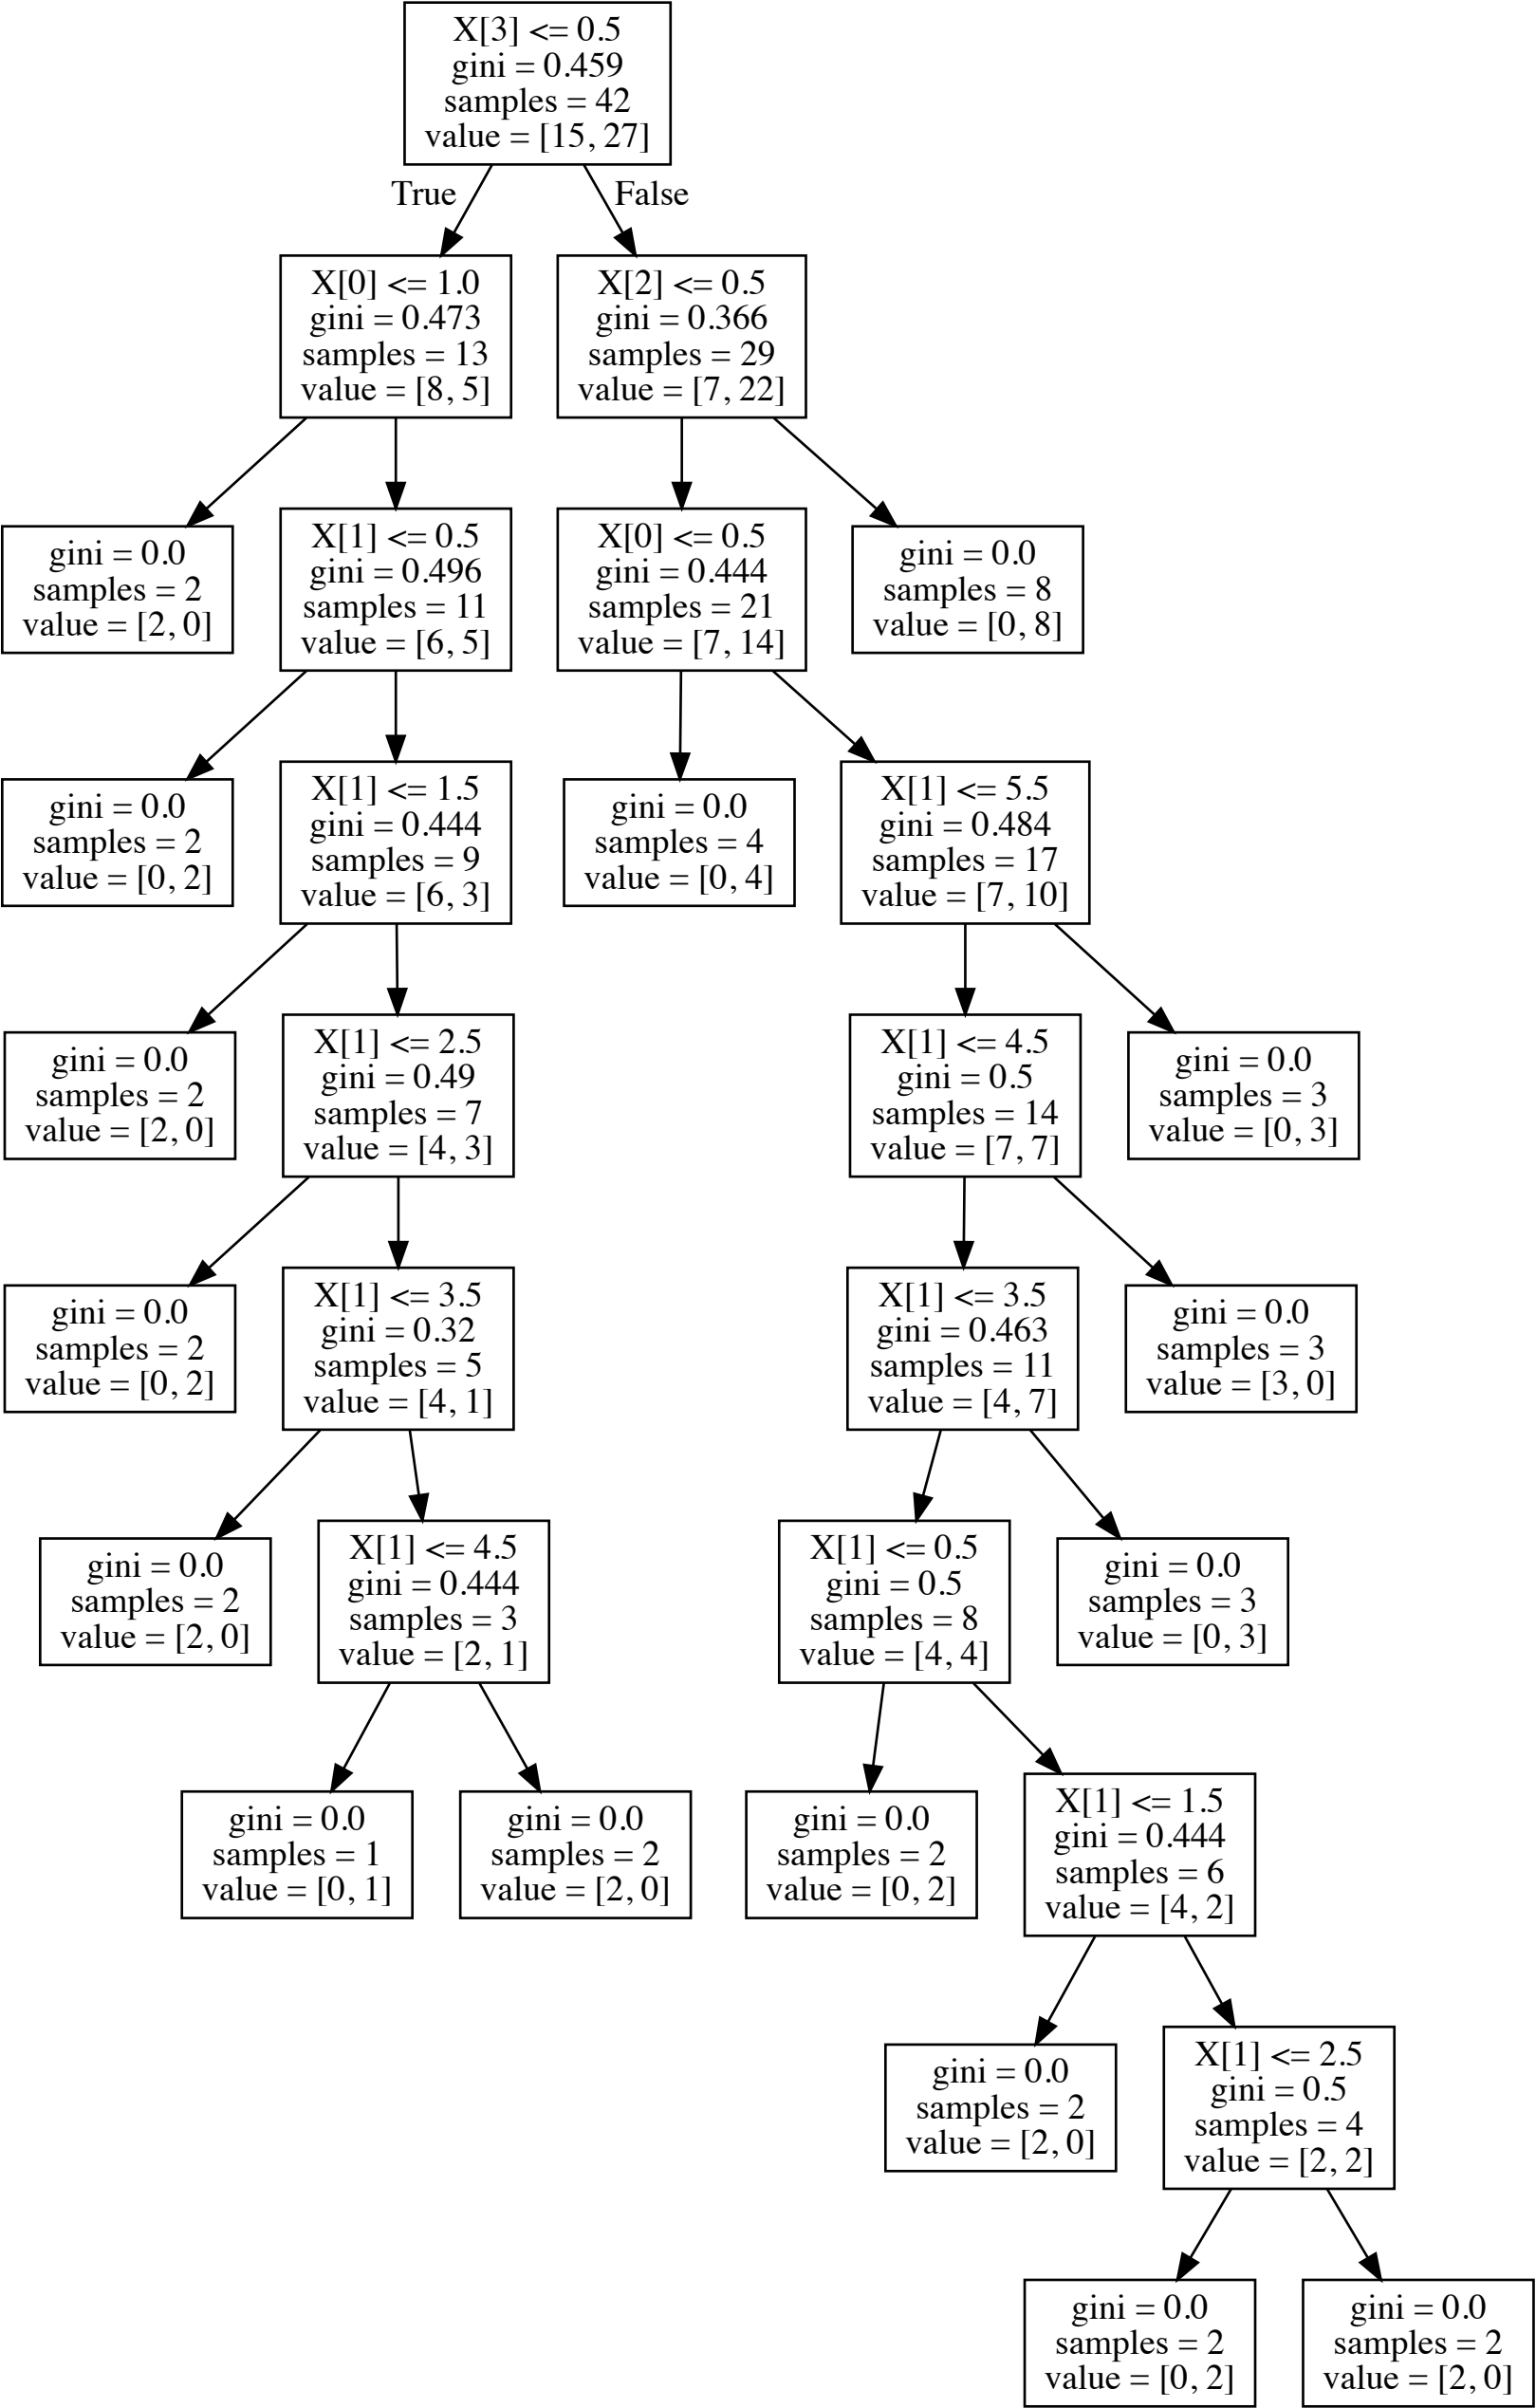 X[3] <= 0.5
gini = 0.459
samples = 42
value = [15, 27]
True
False
X[0] <= 1.0
gini = 0.473
samples = 13
value = [8, 5]
X[2] <= 0.5
gini = 0.366
samples = 29
value = [7, 22]
gini = 0.0
samples = 2
value = [2, 0]
X[1] <= 0.5
gini = 0.496
samples = 11
value = [6, 5]
X[0] <= 0.5
gini = 0.444
samples = 21
value = [7, 14]
gini = 0.0
samples = 8
value = [0, 8]
gini = 0.0
samples = 2
value = [0, 2]
X[1] <= 1.5
gini = 0.444
samples = 9
value = [6, 3]
gini = 0.0
samples = 4
value = [0, 4]
X[1] <= 5.5
gini = 0.484
samples = 17
value = [7, 10]
gini = 0.0
samples = 2
value = [2, 0]
X[1] <= 2.5
gini = 0.49
samples = 7
value = [4, 3]
X[1] <= 4.5
gini = 0.5
samples = 14
value = [7, 7]
gini = 0.0
samples = 3
value = [0, 3]
gini = 0.0
samples = 2
value = [0, 2]
X[1] <= 3.5
gini = 0.32
samples = 5
value = [4, 1]
X[1] <= 3.5
gini = 0.463
samples = 11
value = [4, 7]
gini = 0.0
samples = 3
value = [3, 0]
gini = 0.0
samples = 2
value = [2, 0]
X[1] <= 4.5
gini = 0.444
samples = 3
value = [2, 1]
X[1] <= 0.5
gini = 0.5
samples = 8
value = [4, 4]
gini = 0.0
samples = 3
value = [0, 3]
gini = 0.0
samples = 1
value = [0, 1]
gini = 0.0
samples = 2
value = [2, 0]
gini = 0.0
samples = 2
value = [0, 2]
X[1] <= 1.5
gini = 0.444
samples = 6
value = [4, 2]
gini = 0.0
samples = 2
value = [2, 0]
X[1] <= 2.5
gini = 0.5
samples = 4
value = [2, 2]
gini = 0.0
samples = 2
value = [0, 2]
gini = 0.0
samples = 2
value = [2, 0]